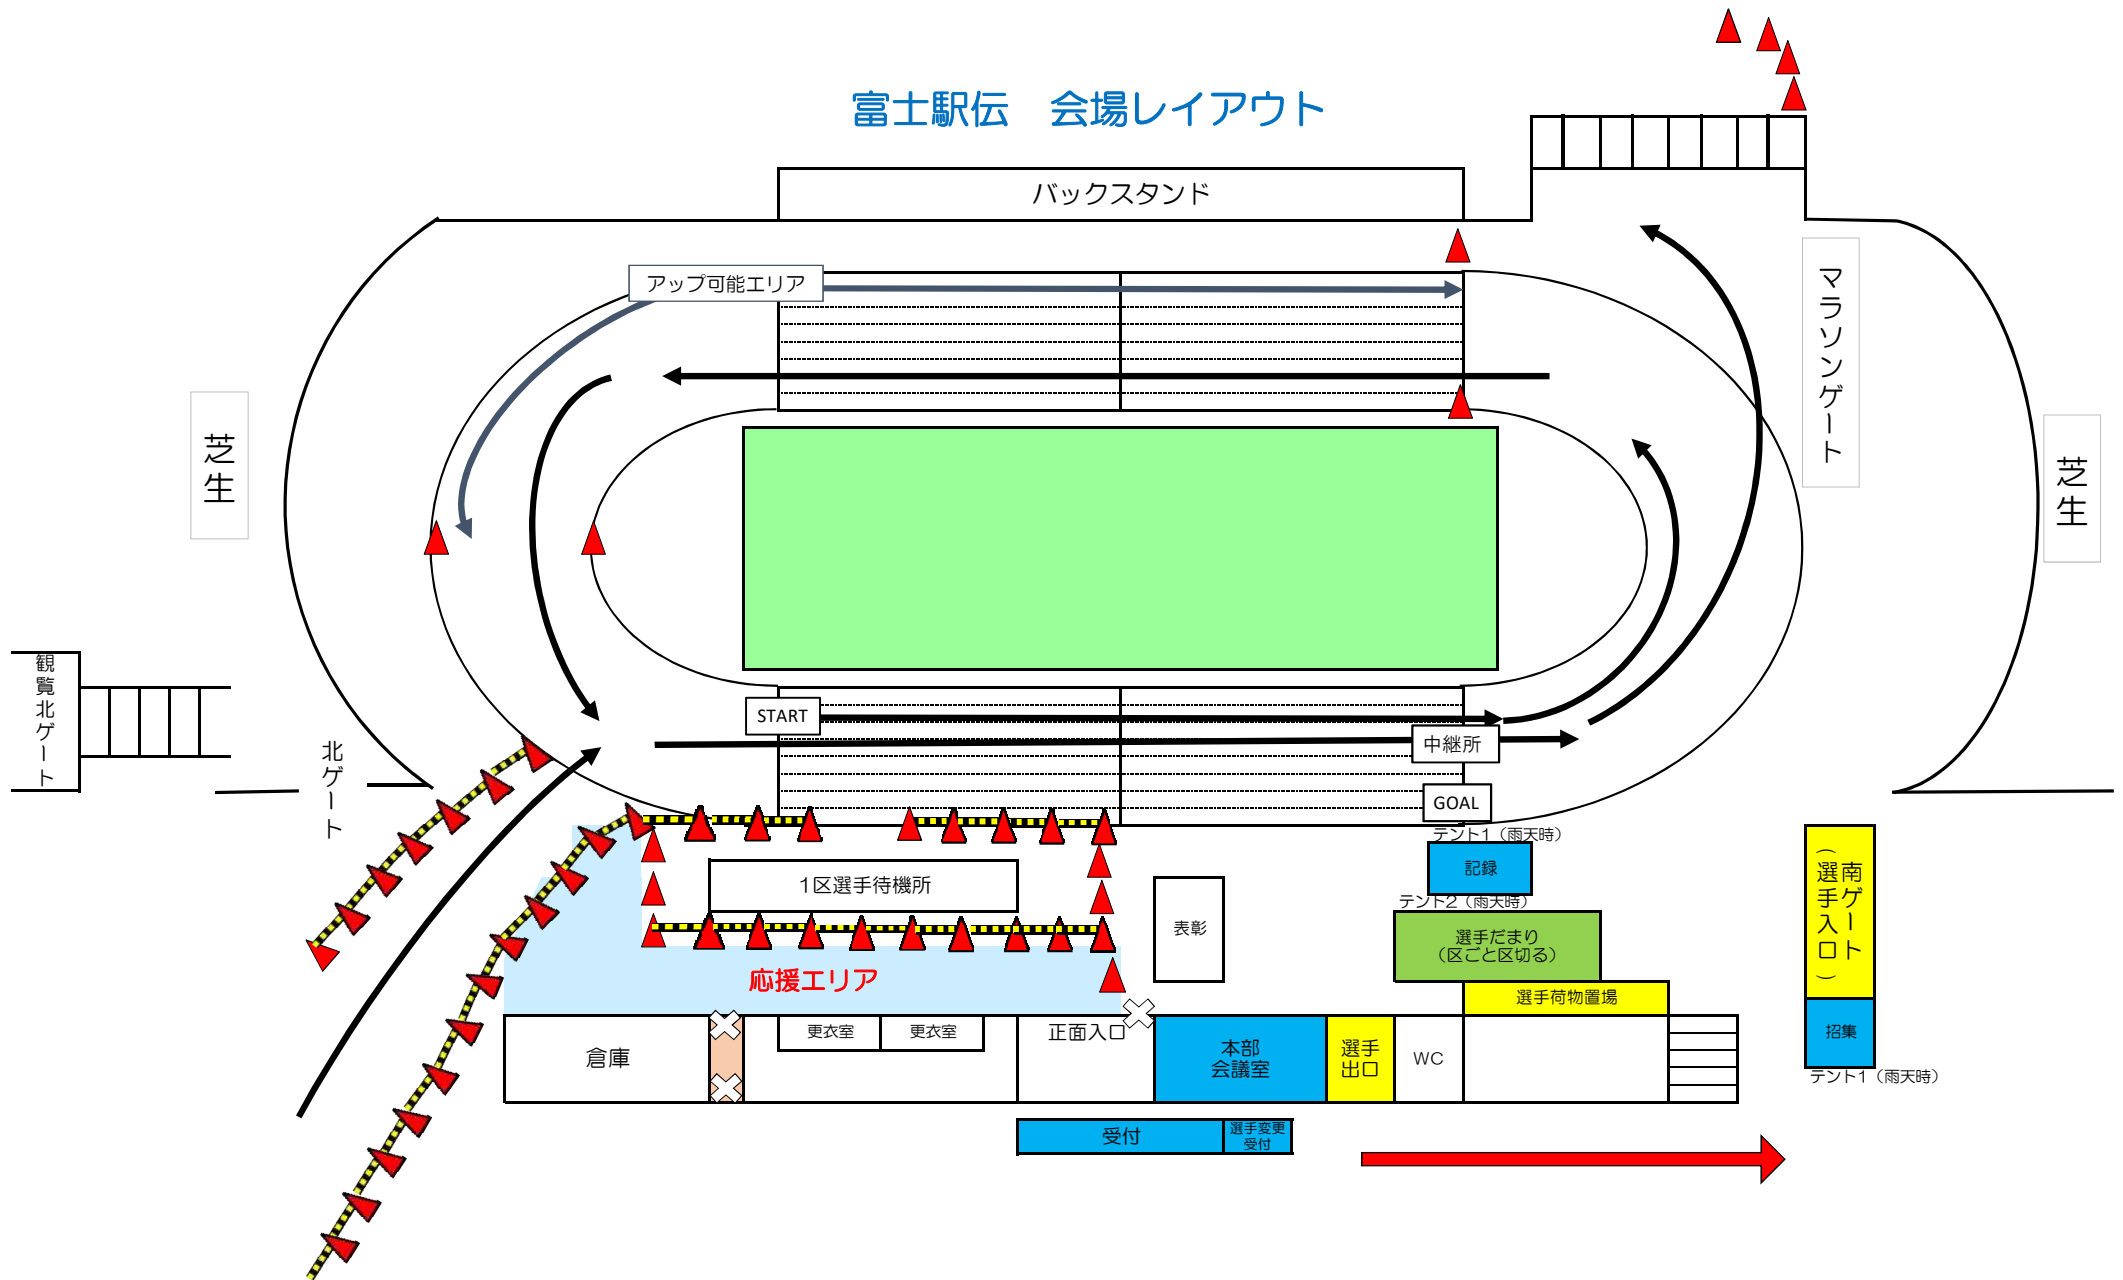 富士駅伝　会場レイアウト
バックスタンド
アップ可能エリア
マラソンゲート
芝生
芝生
観覧北ゲート
北ゲート
START
中継所
GOAL
テント1（雨天時）
記録
1区選手待機所
テント2（雨天時）
表彰
選手だまり
（区ごと区切る）
南ゲート
（選手入口）
応援エリア
選手荷物置場
倉庫
更衣室
更衣室
正面入口
本部
会議室
選手
出口
WC
招集
テント1（雨天時）
受付
選手変更
受付